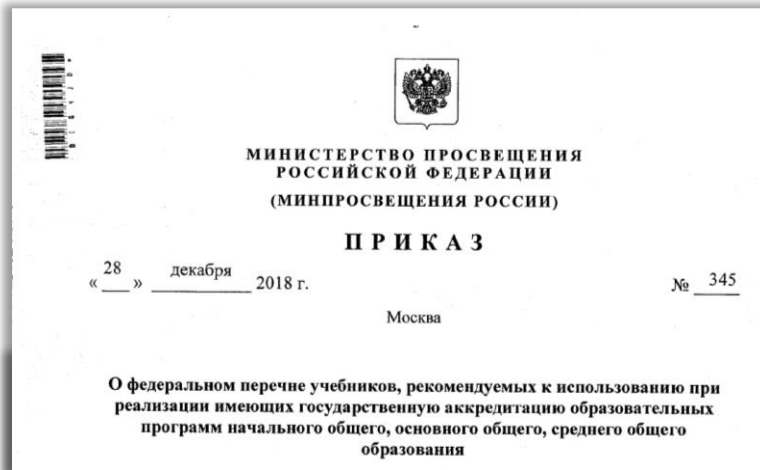 МИНИСТЕРСТВО ПРОСВЕЩЕНИЯ
РОССИЙСКОЙ ФЕДЕРАЦИИ
(МИНПРОСВЕЩЕНИЯ РОССИИ)
ПРИКАЗ
« 28 » декабря 2018 г. № 345
Москва
О федеральном перечне учебников, рекомендуемых к использованию при
реализации имеющих государственную аккредитацию образовательных
программ начального общего, основного общего, среднего общего
образования